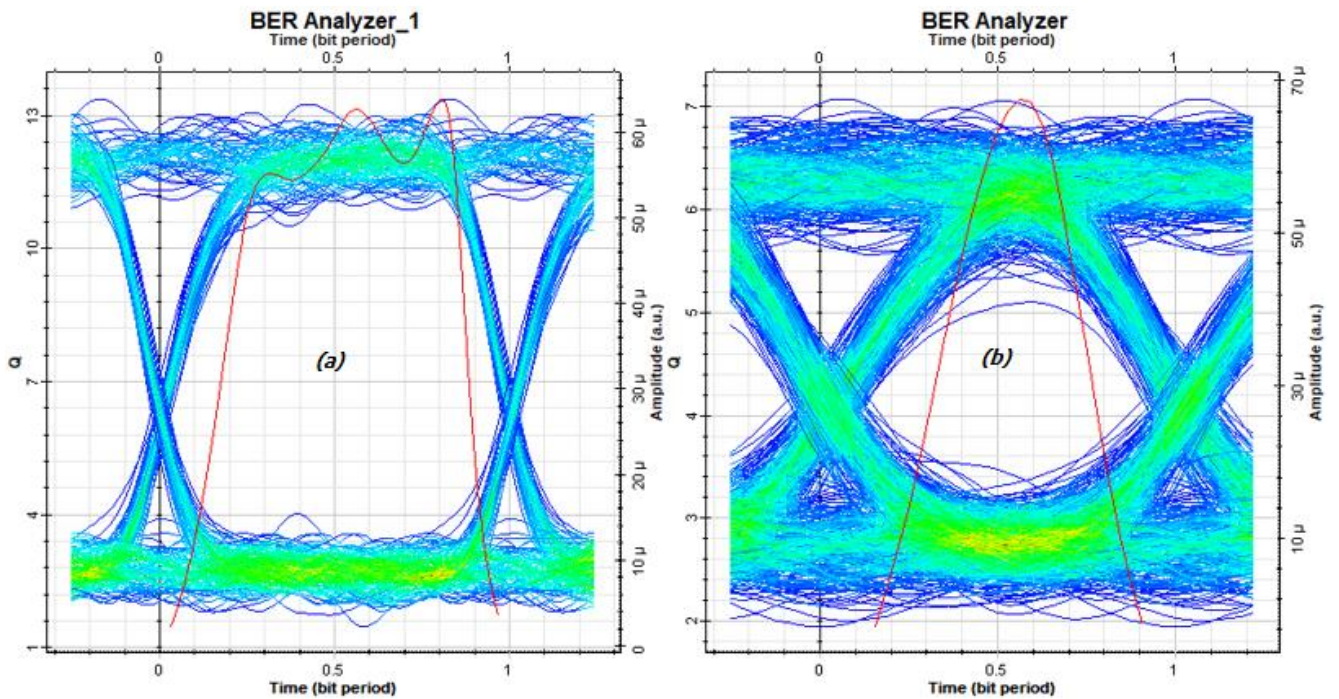 BER Analyzer_1
Time (bit period)
0 0.5 1
13
10
7
4
1
Q
60 µ
50 µ
40 µ
30 µ
20 µ
10 µ
0
Amplitude (a.u.)
(a)
0 0.5 1
Time (bit period)
BER Analyzer
Time (bit period)
0 0.5 1
7
6
5
4
3
2
Q
70 µ
50 µ
30 µ
10 µ
Amplitude (a.u.)
(b)
0 0.5 1
Time (bit period)